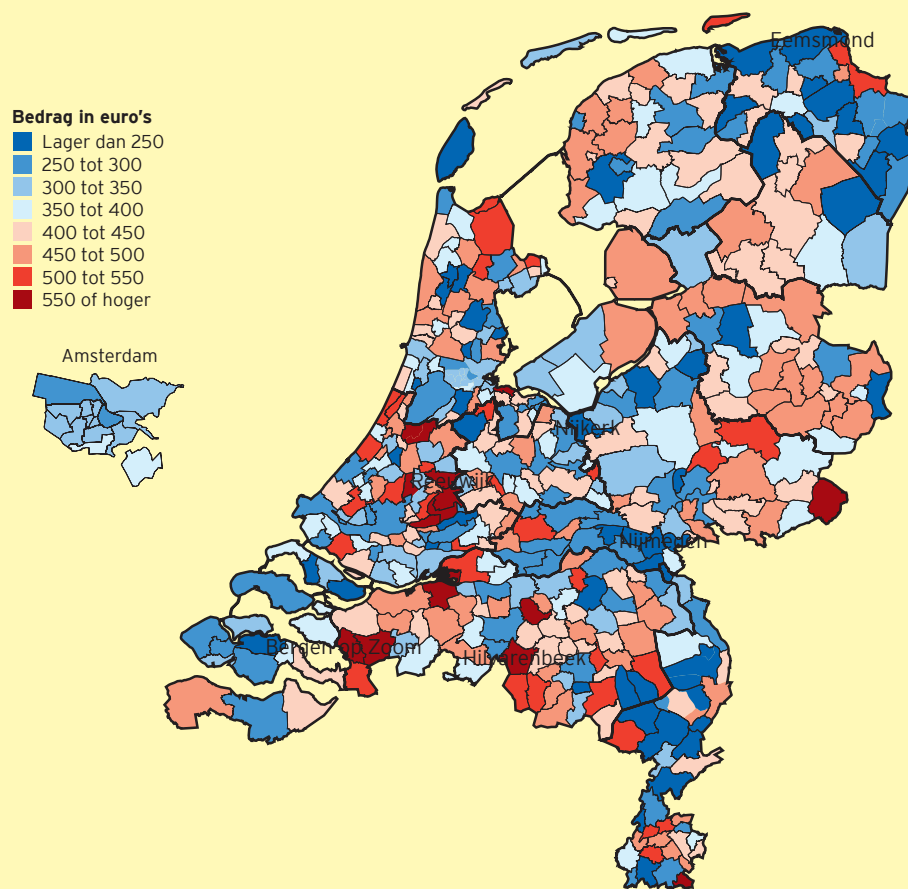 Eemsmond
Bedrag in euro's
Lager dan 250
250 tot 300
300 tot 350
350 tot 400
400 tot 450
450 tot 500
500 tot 550
550 of hoger
Amsterdam
Nijkerk
Reeuwijk
Nijmegen
Bergen op Zoom
Hilvarenbeek